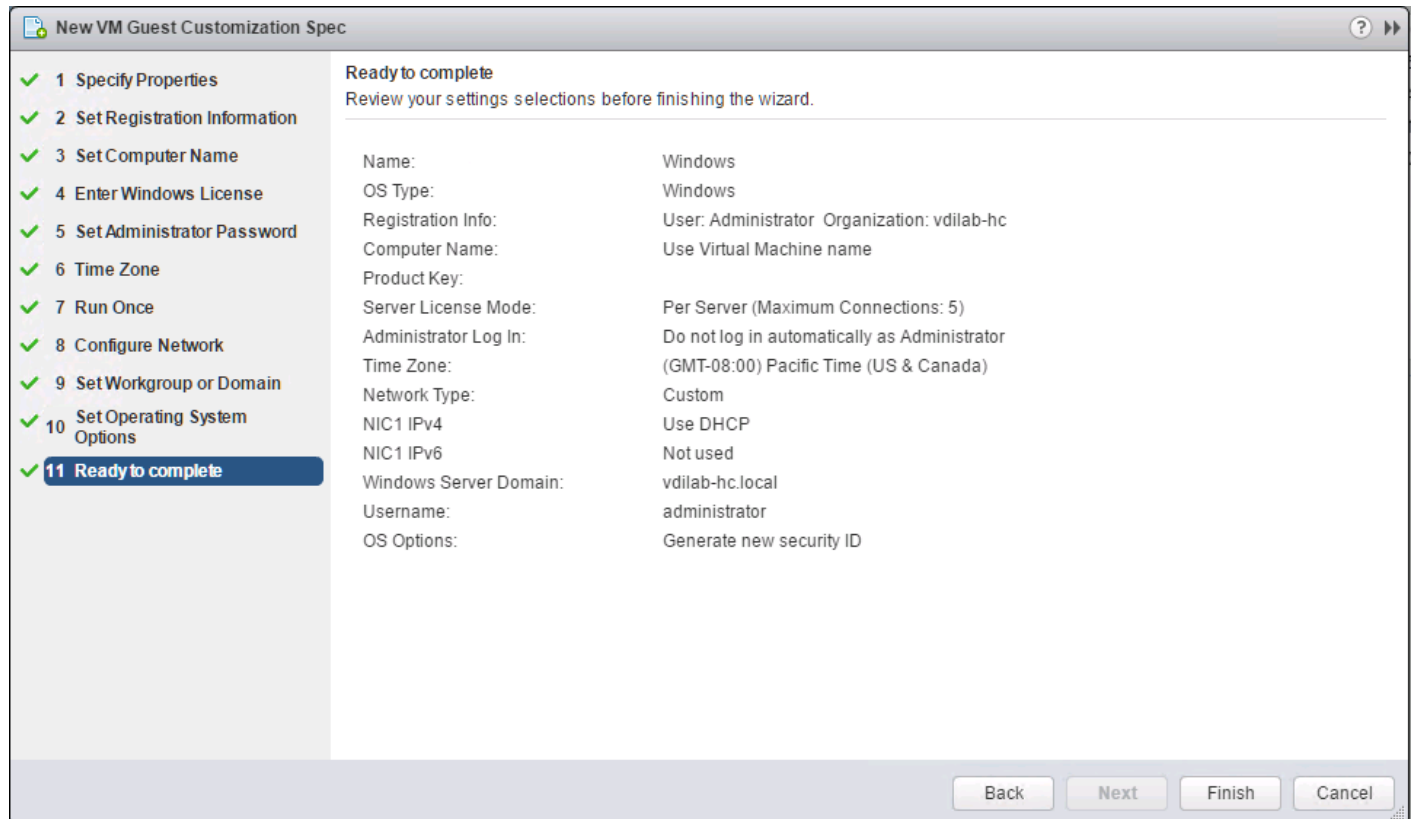 New VM Guest Customization Spec
?
1 Specify Properties
2 Set Registration Information
3 Set Computer Name
4 Enter Windows License
5 Set Administrator Password
6 Time Zone
7 Run Once
8 Configure Network
9 Set Workgroup or Domain
10 Set Operating System
Options
11 Ready to complete
Ready to complete
Review your settings selections before finishing the wizard.
Name: Windows
OS Type: Windows
Registration Info: User: Administrator Organization: vdilab-hc
Computer Name: Use Virtual Machine name
Product Key:
Server License Mode: Per Server (Maximum Connections: 5)
Administrator Log In: Do not log in automatically as Administrator
Time Zone: (GMT-08:00) Pacific Time (US & Canada)
Network Type: Custom
NIC1 IPv4 Use DHCP
NIC1 IPv6 Not used
Windows Server Domain: vdilab-hc.local
Username: administrator
OS Options: Generate new security ID
Back Next Finish Cancel